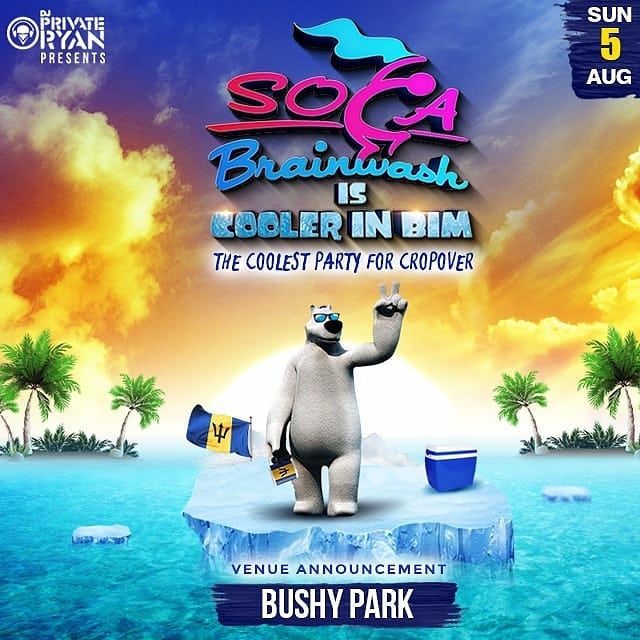 DJ
PRIVATE
RYAN
PRESENTS
SUN
5
AUG
SOCA
Brainwash
IS
COOLER IN BIM
THE COOLEST PARTY FOR CROPOVER
VENUE ANNOUNCEMENT
BUSHY PARK